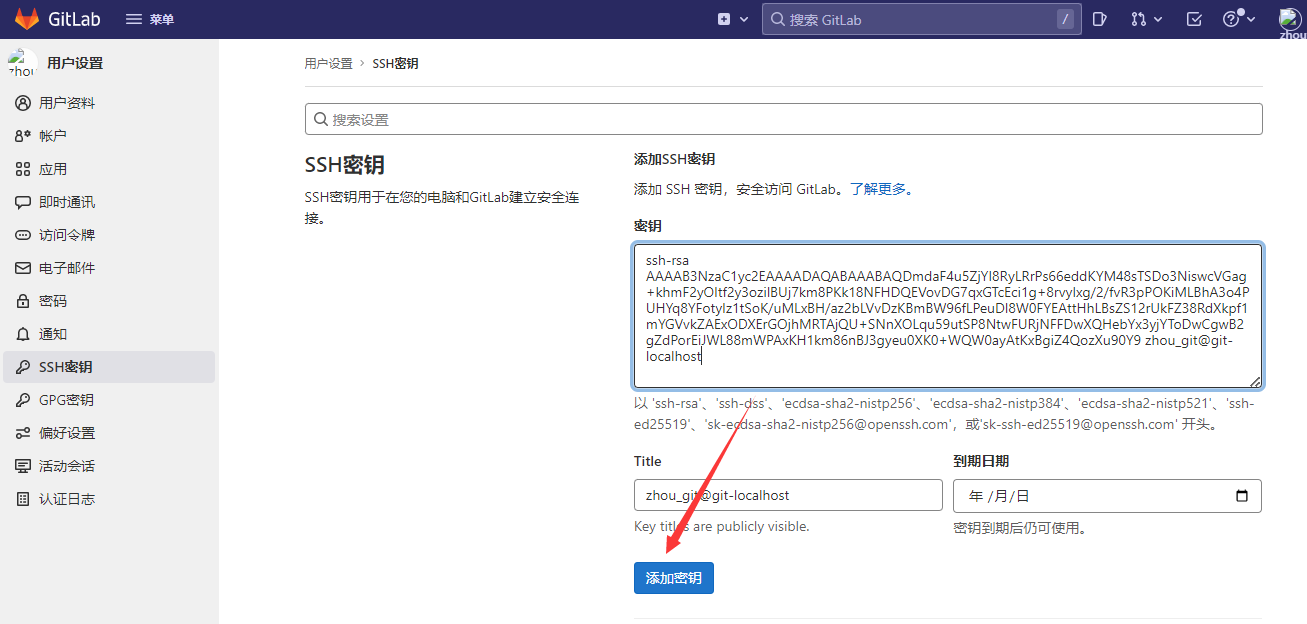 GitLab
菜单
搜索 GitLab
/
zhou
zhou
用户设置
用户设置 › SSH密钥
用户资料
帐户
应用
即时通讯
访问令牌
电子邮件
密码
通知
SSH密钥
GPG密钥
偏好设置
活动会话
认证日志
搜索设置
SSH密钥
SSH密钥用于在您的电脑和GitLab建立安全连
接。
添加SSH密钥
添加 SSH 密钥，安全访问 GitLab。了解更多。
密钥
ssh-rsa
AAAAB3NzaC1yc2EAAAADAQABAAABAQDmdaF4u5ZjYl8RyLRrPs66eddKYM48sTSDo3NiswcVGag
+khmF2yOltf2y3ozilBUj7km8PKk18NFHDQEVovDG7qxGTcEci1g+8rvylxg/2/fvR3pPOKiMLBhA3o4P
UHYq8YFotylz1tSoK/uMLxBH/az2bLVvDzKBmBW96fLPeuDl8W0FYEAttHhLBsZS12rUkFZ38RdXkpf1
mYGVvkZAExODXErGOjhMRTAjQU+SNnXOLqu59utSP8NtwFURjNFFDwXQHebYx3yjYToDwCgwB2
gZdPorEiJWL88mWPAxKH1km86nBJ3gyeu0XK0+WQW0ayAtKxBgiZ4QozXu90Y9 zhou_git@git-
localhost
以 'ssh-rsa'、'ssh-dss'、'ecdsa-sha2-nistp256'、'ecdsa-sha2-nistp384'、'ecdsa-sha2-nistp521'、'ssh-
ed25519'、'sk-ecdsa-sha2-nistp256@openssh.com'，或'sk-ssh-ed25519@openssh.com' 开头。
Title
到期日期
zhou_git@git-localhost
年 /月/日
Key titles are publicly visible.
密钥到期后仍可使用。
添加密钥